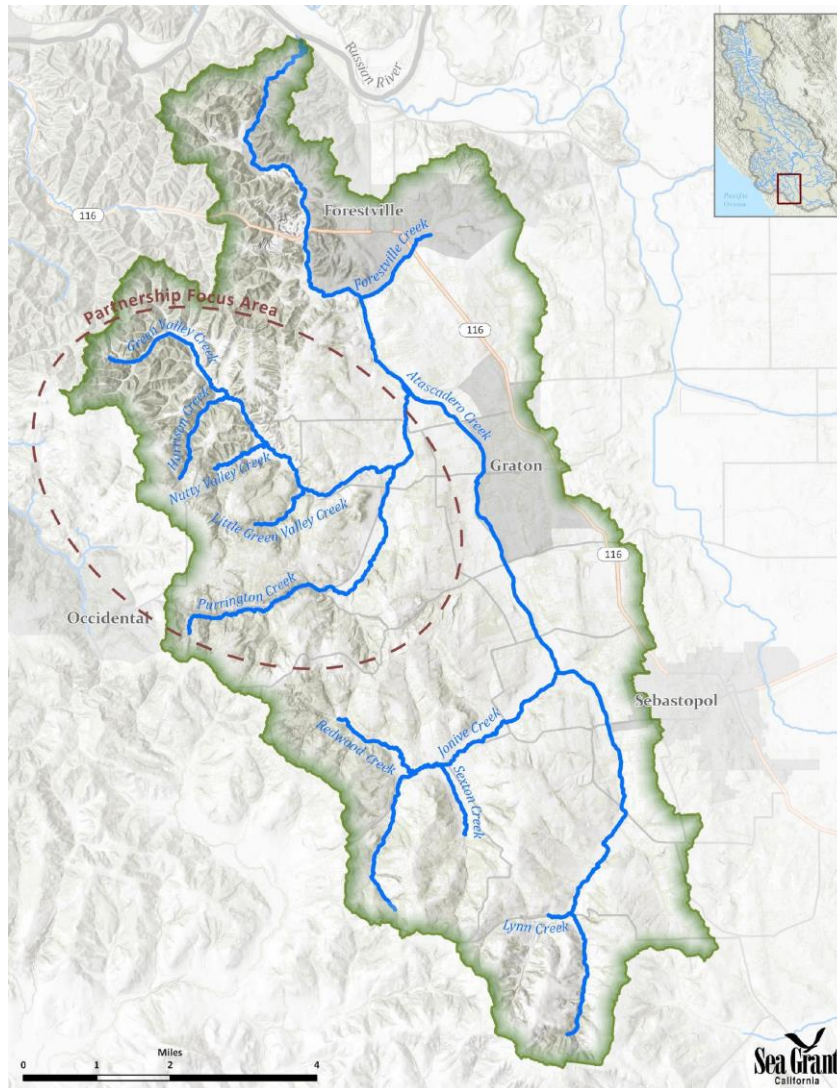 Russian River
116
Forestville
Forestville Creek
Pacific Ocean
Partnership Focus Area
Green Valley Creek
116
Atascadero Creek
Harrison Creek
Graton
Nutty Valley Creek
Little Green Valley Creek
116
Purrington Creek
Occidental
Sebastopol
Redwood Creek
Jonive Creek
Sexton Creek
Lynn Creek
Miles
0 1 2 4
Sea Grant
California